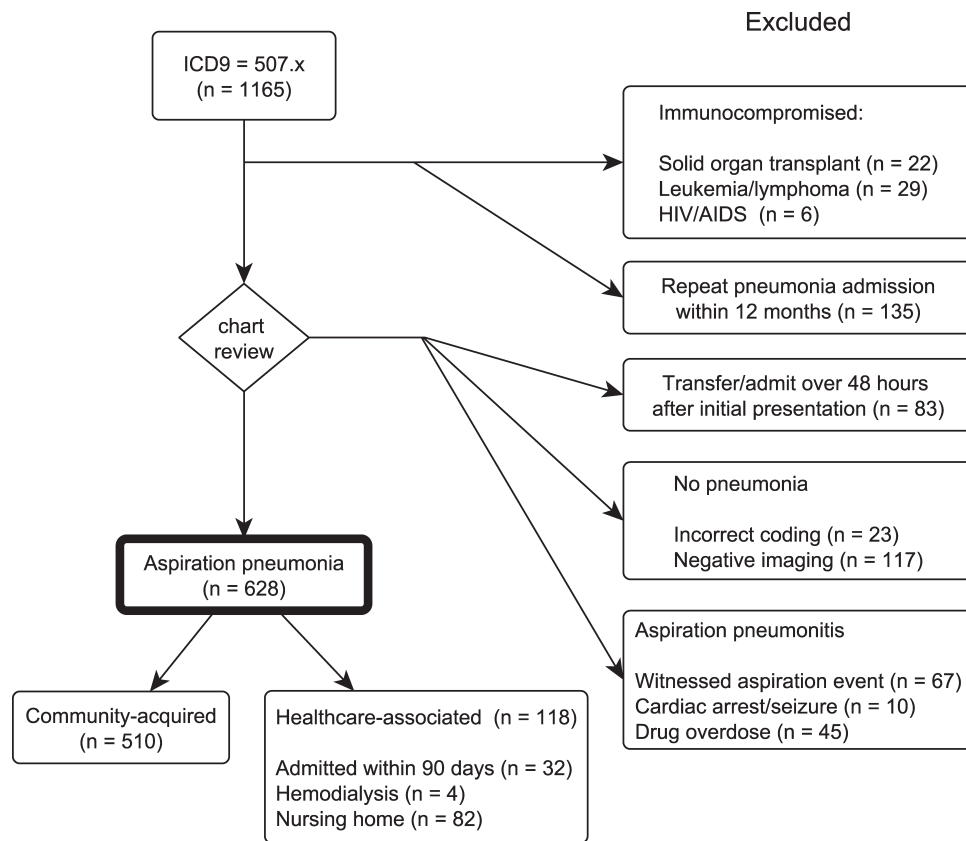 Excluded
ICD9 = 507.x
(n = 1165)
Immunocompromised:
Solid organ transplant (n = 22)
Leukemia/lymphoma (n = 29)
HIV/AIDS (n = 6)
Repeat pneumonia admission
within 12 months (n = 135)
chart
review
Transfer/admit over 48 hours
after initial presentation (n = 83)
No pneumonia
Incorrect coding (n = 23)
Negative imaging (n = 117)
Aspiration pneumonia
(n = 628)
Aspiration pneumonitis
Witnessed aspiration event (n = 67)
Cardiac arrest/seizure (n = 10)
Drug overdose (n = 45)
Community-acquired
(n = 510)
Healthcare-associated (n = 118)
Admitted within 90 days (n = 32)
Hemodialysis (n = 4)
Nursing home (n = 82)